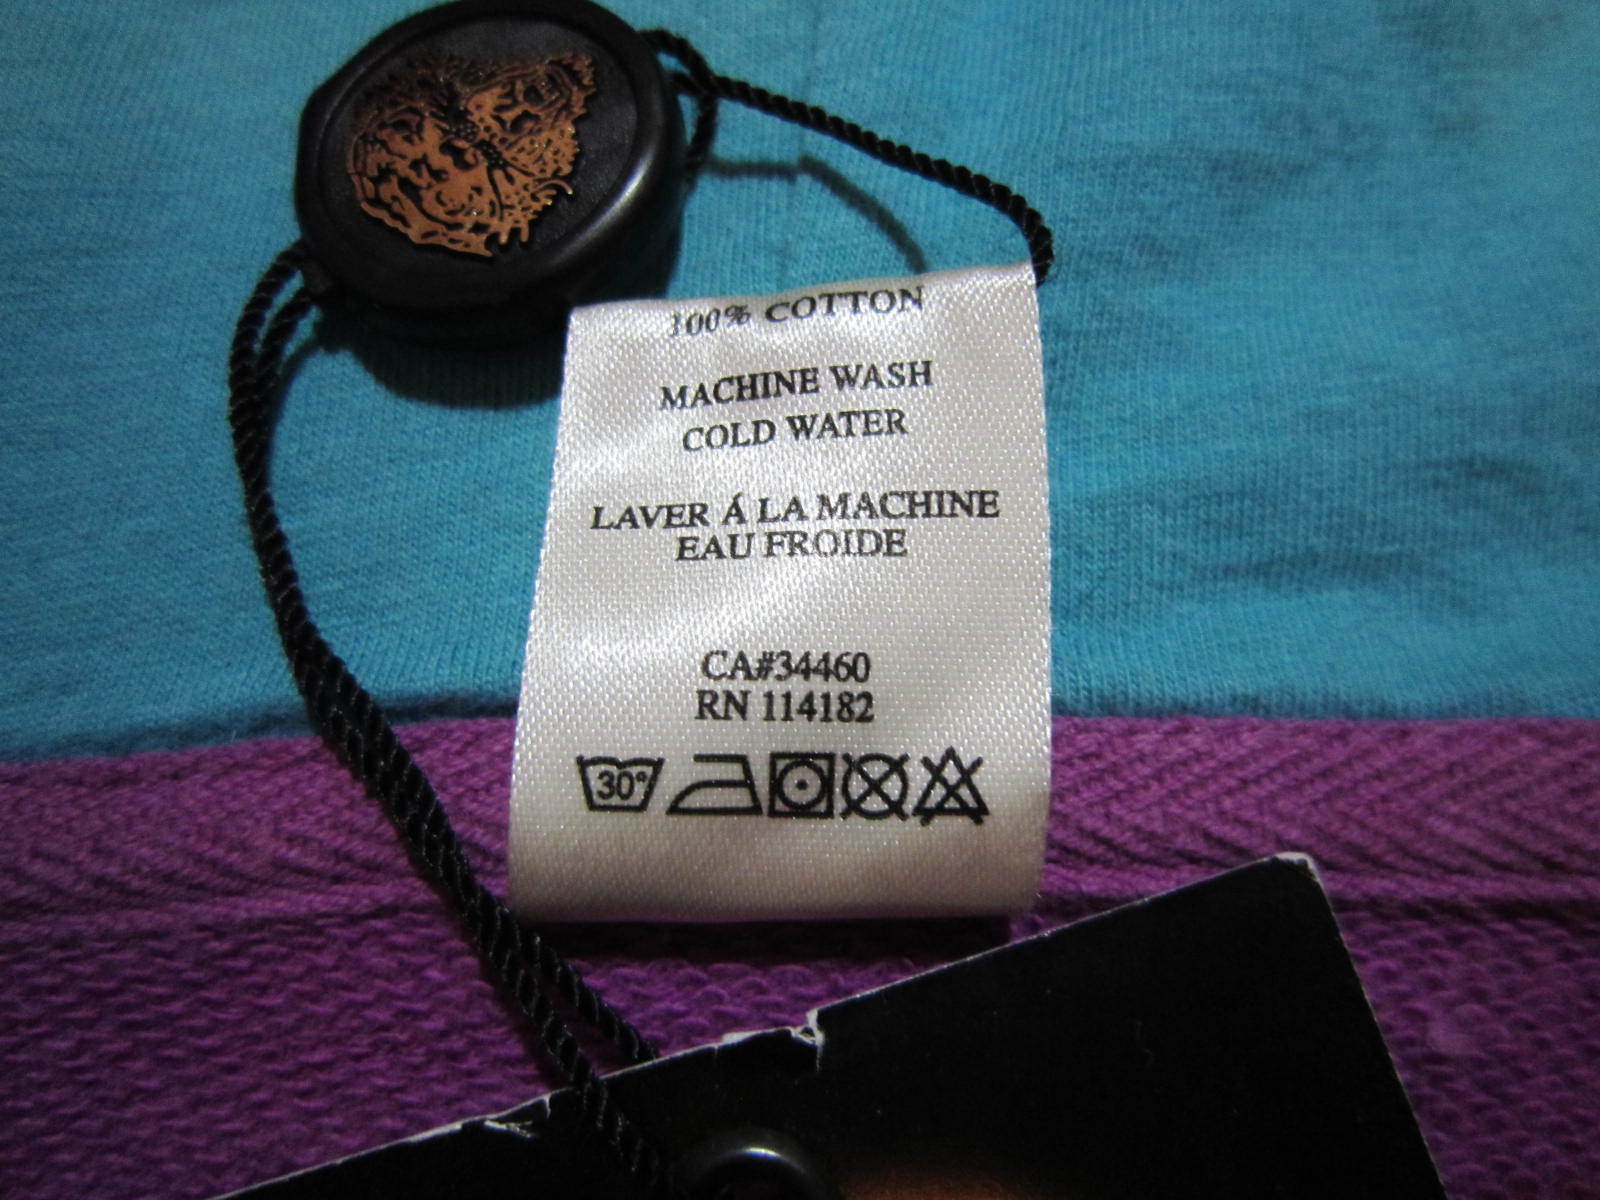 100% COTTON
MACHINE WASH
COLD WATER
LAVER Á LA MACHINE
EAU FROIDE
CA#34460
RN 114182
30°